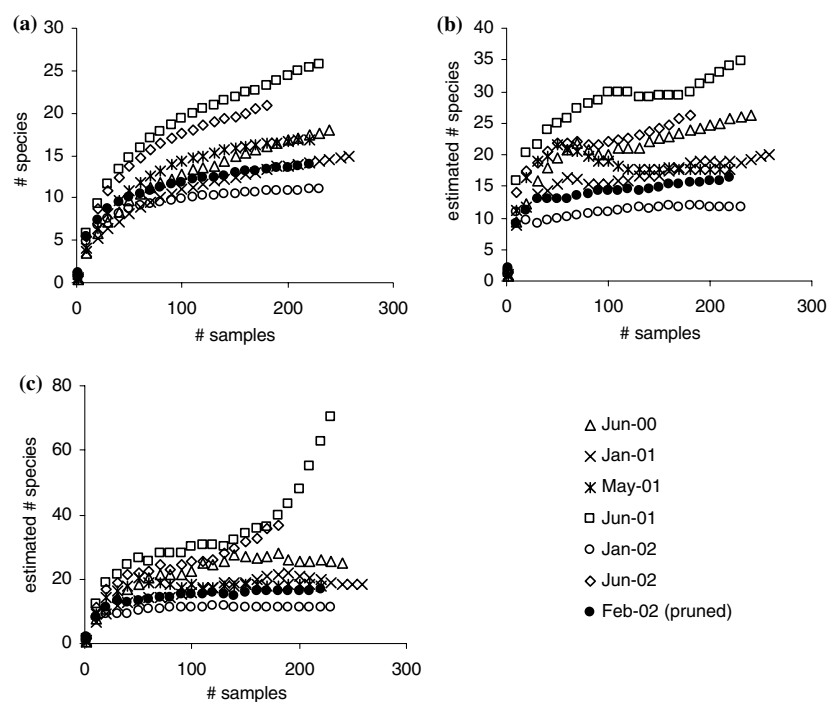 (a)
30
25
20
15
10
5
0
# species
0 100 200 300
# samples
(b)
40
35
30
25
20
15
10
5
0
estimated # species
0 100 200 300
# samples
(c)
80
60
40
20
0
estimated # species
0 100 200 300
# samples
Jun-00
Jan-01
May-01
Jun-01
Jan-02
Jun-02
Feb-02 (pruned)